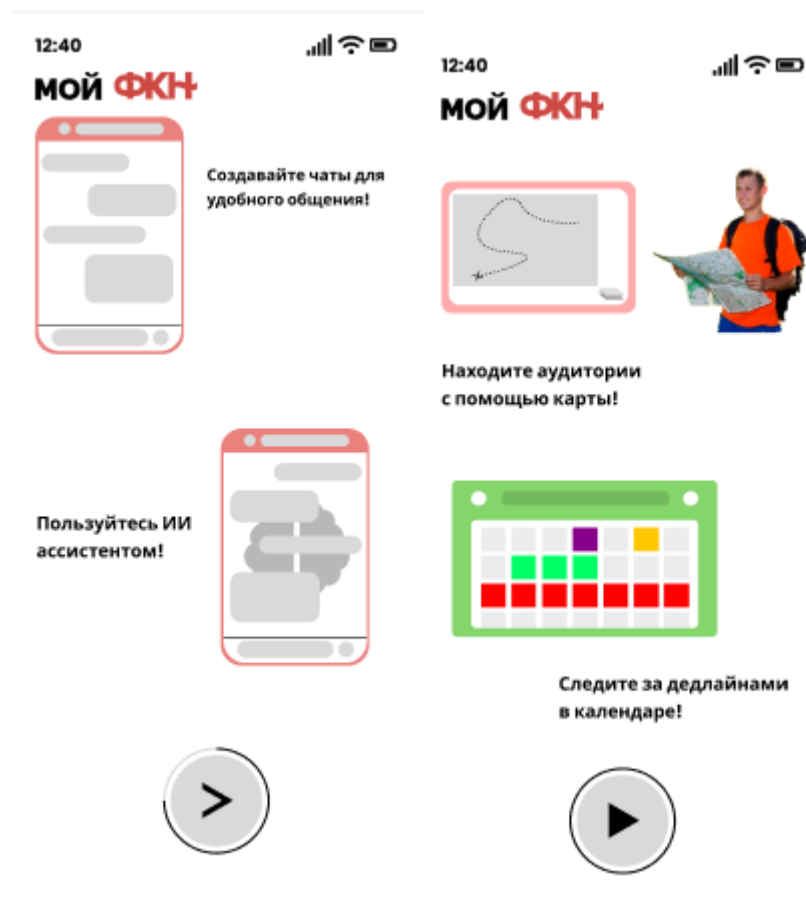 12:40
мой ФКН
Создавайте чаты для
удобного общения!
Пользуйтесь ИИ
ассистентом!
>
12:40
мой ФКН
Находите аудитории
с помощью карты!
Следите за дедлайнами
в календаре!